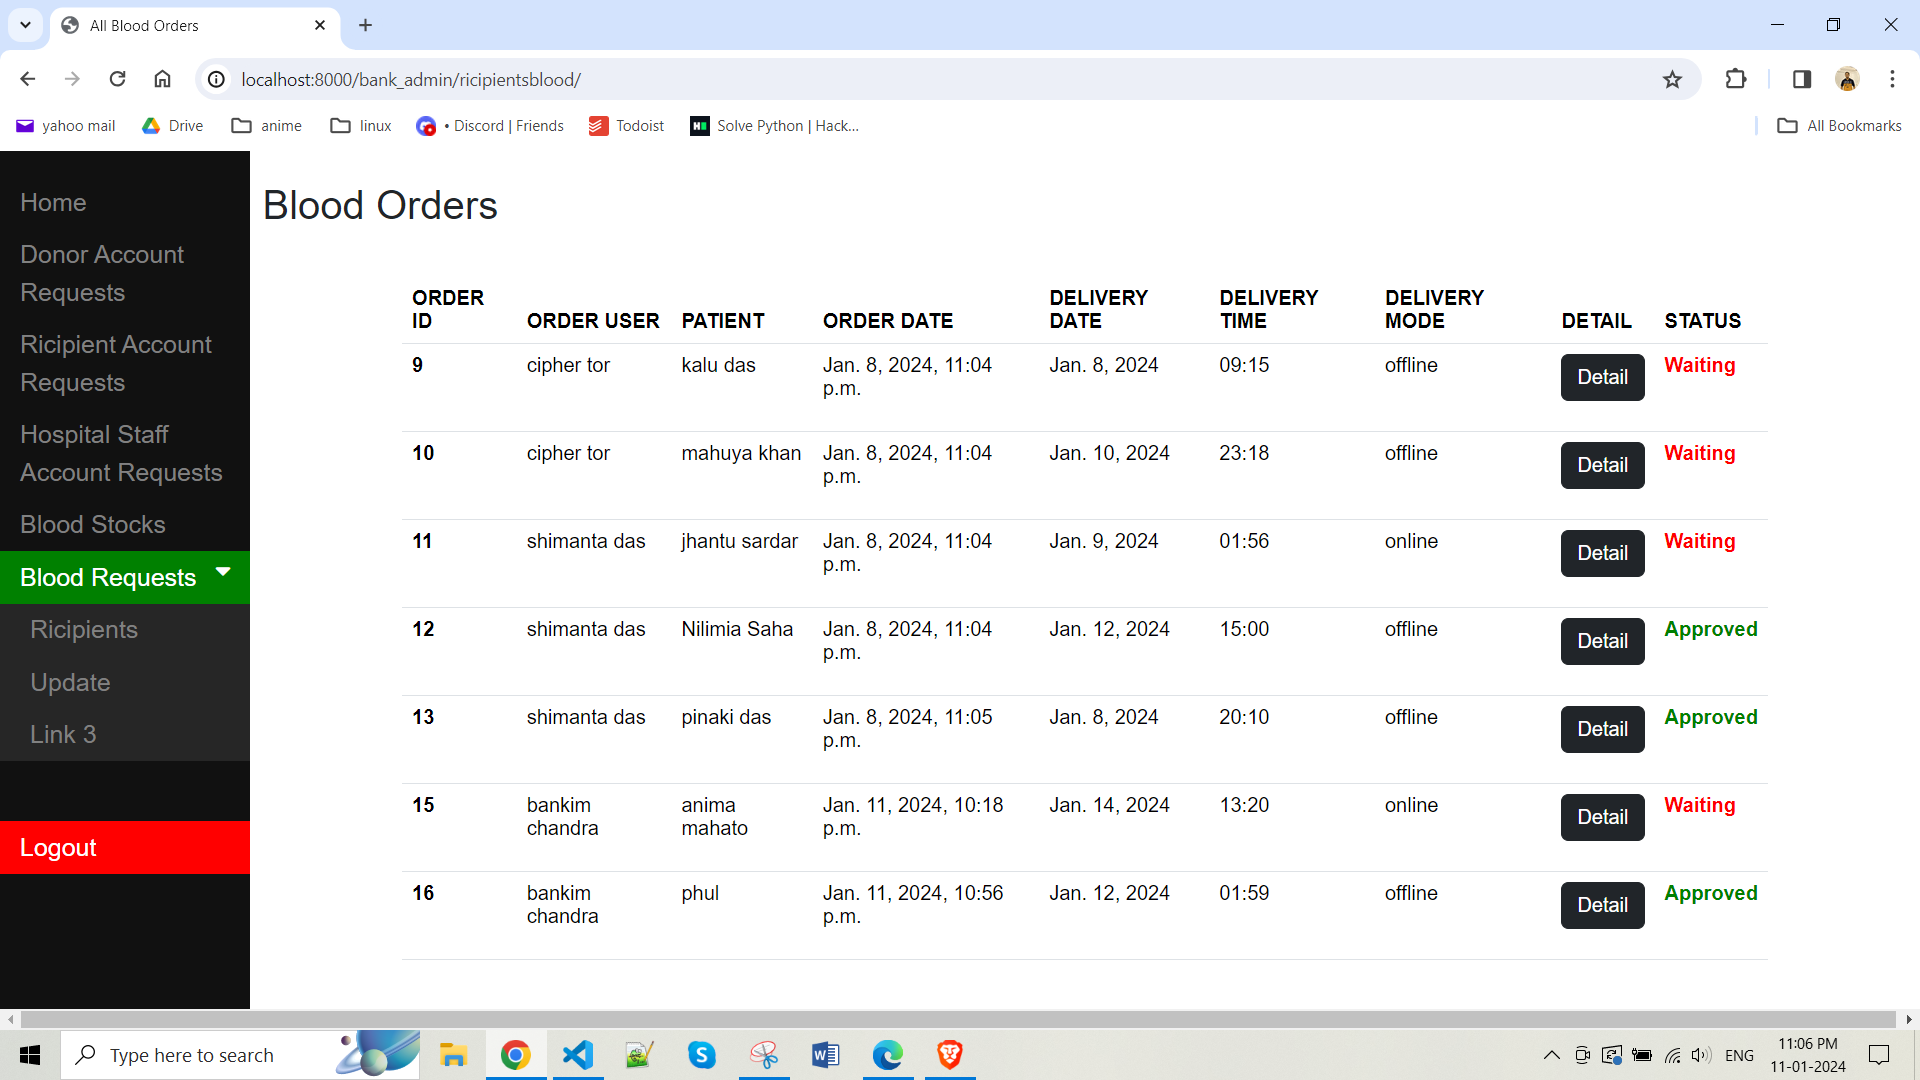 All Blood Orders
localhost:8000/bank_admin/ricipientsblood/
yahoo mail Drive anime linux • Discord | Friends Todoist Solve Python | Hack... All Bookmarks
Home
Donor Account
Requests
Ricipient Account
Requests
Hospital Staff
Account Requests
Blood Stocks
Blood Requests
Ricipients
Update
Link 3
Logout
Blood Orders
ORDER ID ORDER USER PATIENT ORDER DATE DELIVERY DATE DELIVERY TIME DELIVERY MODE DETAIL STATUS
9 cipher tor kalu das Jan. 8, 2024, 11:04 p.m. Jan. 8, 2024 09:15 offline Detail Waiting
10 cipher tor mahuya khan Jan. 8, 2024, 11:04 p.m. Jan. 10, 2024 23:18 offline Detail Waiting
11 shimanta das jhantu sardar Jan. 8, 2024, 11:04 p.m. Jan. 9, 2024 01:56 online Detail Waiting
12 shimanta das Nilimia Saha Jan. 8, 2024, 11:04 p.m. Jan. 12, 2024 15:00 offline Detail Approved
13 shimanta das pinaki das Jan. 8, 2024, 11:05 p.m. Jan. 8, 2024 20:10 offline Detail Approved
15 bankim chandra anima mahato Jan. 11, 2024, 10:18 p.m. Jan. 14, 2024 13:20 online Detail Waiting
16 bankim chandra phul Jan. 11, 2024, 10:56 p.m. Jan. 12, 2024 01:59 offline Detail Approved
Type here to search
ENG
11:06 PM
11-01-2024